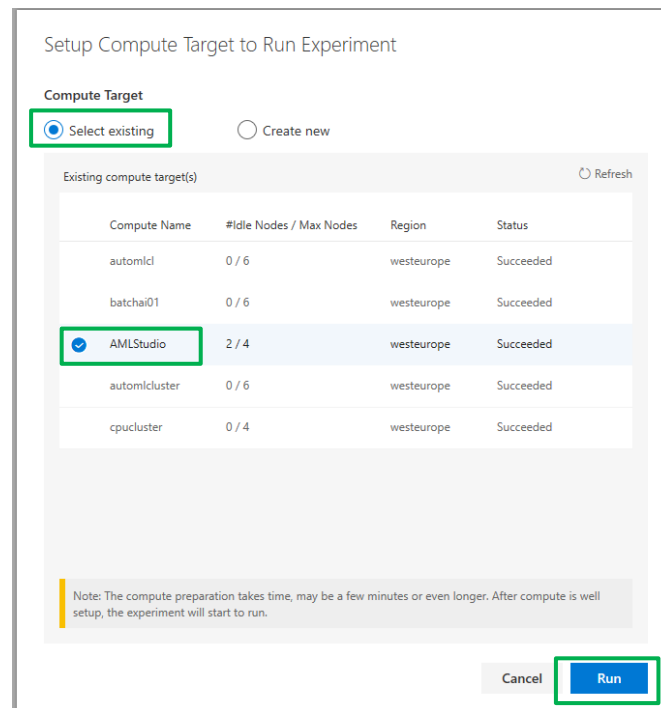 Setup Compute Target to Run Experiment
Compute Target
Select existing Create new
Existing compute target(s) Refresh
Compute Name #Idle Nodes / Max Nodes Region Status
automlcl 0 / 6 westeurope Succeeded
batchai01 0 / 6 westeurope Succeeded
AMLStudio 2 / 4 westeurope Succeeded
automlcluster 0 / 6 westeurope Succeeded
cpucluster 0 / 4 westeurope Succeeded
Note: The compute preparation takes time, may be a few minutes or even longer. After compute is well
setup, the experiment will start to run.
Cancel Run